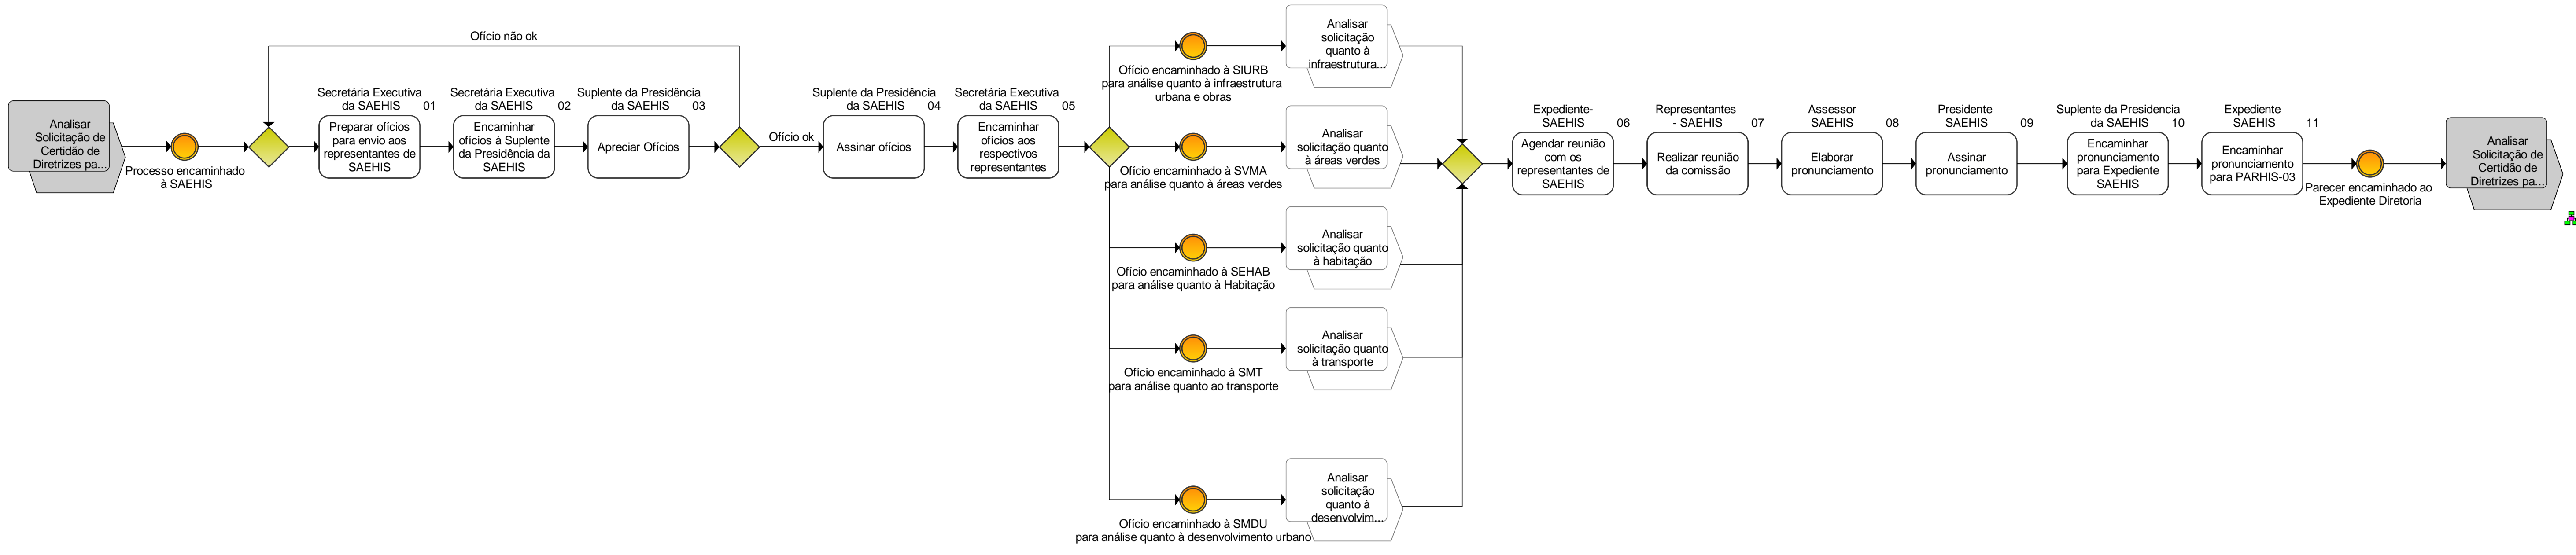 Analisar
Solicitação de
Certidão de
Diretrizes pa...
Processo encaminhado
à SAEHIS
Ofício não ok
Secretária Executiva
da SAEHIS 01
Preparar ofícios
para envio aos
representantes de
SAEHIS
Secretária Executiva
da SAEHIS 02
Encaminhar
ofícios à Suplente
da Presidência da
SAEHIS
Suplente da Presidência
da SAEHIS 03
Apreciar Ofícios
Ofício ok
Suplente da Presidência
da SAEHIS 04
Assinar ofícios
Secretária Executiva
da SAEHIS 05
Encaminhar
ofícios aos
respectivos
representantes
Ofício encaminhado à SIURB
para análise quanto à infraestrutura
urbana e obras
Analisar
solicitação
quanto à
infraestrutura...
Ofício encaminhado à SVMA
para análise quanto à áreas verdes
Analisar
solicitação quanto
à áreas verdes
Ofício encaminhado à SEHAB
para análise quanto à Habitação
Analisar
solicitação quanto
à habitação
Ofício encaminhado à SMT
para análise quanto ao transporte
Analisar
solicitação quanto
à transporte
Ofício encaminhado à SMDU
para análise quanto à desenvolvimento urbano
Analisar
solicitação
quanto à
desenvolvim...
Expediente-
SAEHIS 06
Agendar reunião
com os
representantes de
SAEHIS
Representantes
- SAEHIS 07
Realizar reunião
da comissão
Assessor
SAEHIS 08
Elaborar
pronunciamento
Presidente
SAEHIS 09
Assinar
pronunciamento
Suplente da Presidencia
da SAEHIS 10
Encaminhar
pronunciamento
para Expediente
SAEHIS
Expediente
SAEHIS 11
Encaminhar
pronunciamento
para PARHIS-03
Parecer encaminhado ao
Expediente Diretoria
Analisar
Solicitação de
Certidão de
Diretrizes pa...